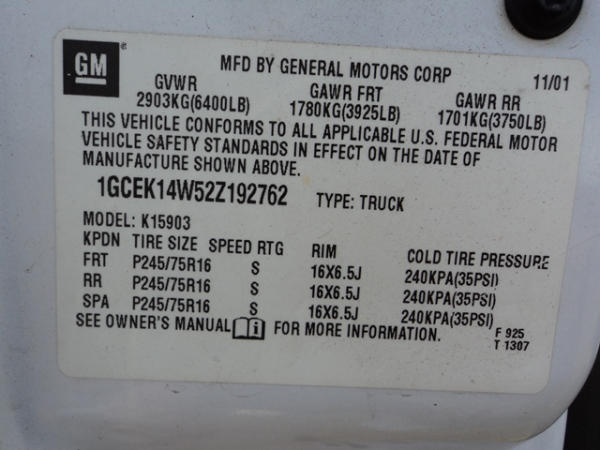 GM
MFD BY GENERAL MOTORS CORP 11/01
GVWR GAWR FRT GAWR RR
2903KG(6400LB) 1780KG(3925LB) 1701KG(3750LB)
THIS VEHICLE CONFORMS TO ALL APPLICABLE U.S. FEDERAL MOTOR
VEHICLE SAFETY STANDARDS IN EFFECT ON THE DATE OF
MANUFACTURE SHOWN ABOVE.
1GCEK14W52Z192762 TYPE: TRUCK
MODEL: K15903
KPDN TIRE SIZE SPEED RTG RIM COLD TIRE PRESSURE
FRT P245/75R16 S 16X6.5J 240KPA(35PSI)
RR P245/75R16 S 16X6.5J 240KPA(35PSI)
SPA P245/75R16 S 16X6.5J 240KPA(35PSI)
SEE OWNER'S MANUAL i FOR MORE INFORMATION. F 925
T 1307